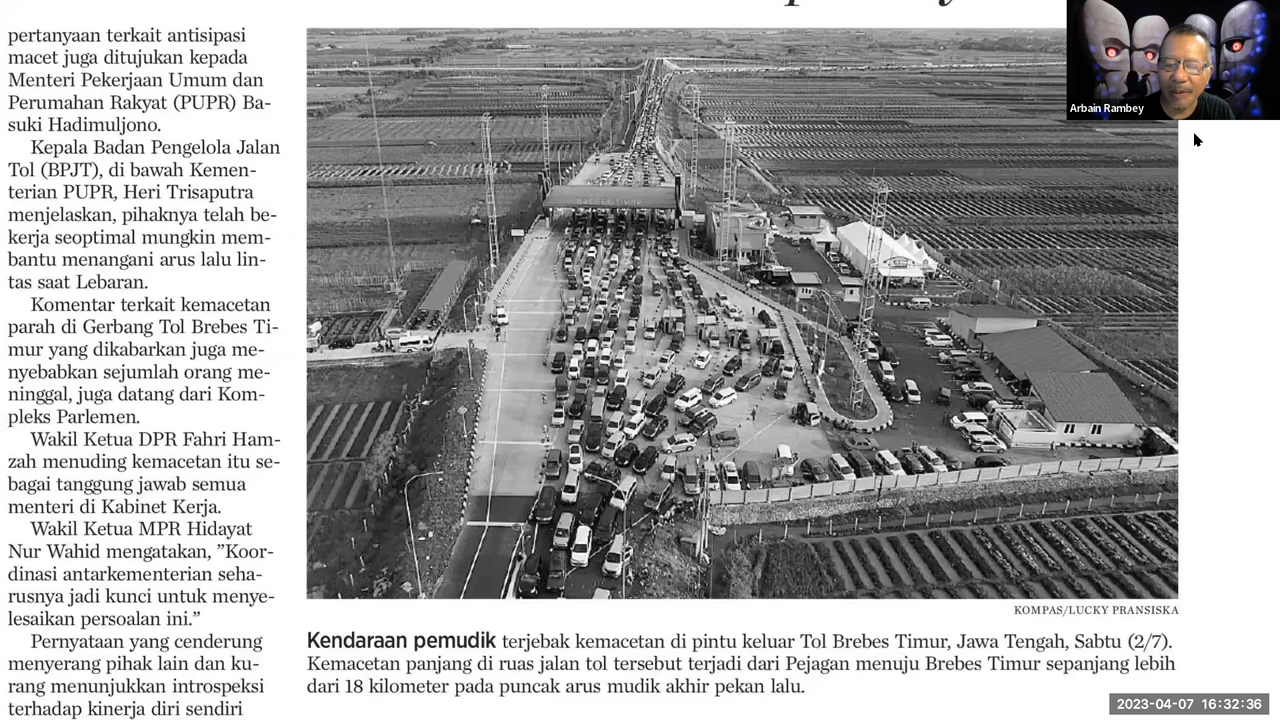 pertanyaan terkait antisipasi
macet juga ditujukan kepada
Menteri Pekerjaan Umum dan
Perumahan Rakyat (PUPR) Ba-
suki Hadimuljono.
Kepala Badan Pengelola Jalan
Tol (BPJT), di bawah Kemen-
terian PUPR, Heri Trisaputra
menjelaskan, pihaknya telah be-
kerja seoptimal mungkin mem-
bantu menangani arus lalu lin-
tas saat Lebaran.
Komentar terkait kemacetan
parah di Gerbang Tol Brebes Ti-
mur yang dikabarkan juga me-
nyebabkan sejumlah orang me-
ninggal, juga datang dari Kom-
pleks Parlemen.
Wakil Ketua DPR Fahri Ham-
zah menuding kemacetan itu se-
bagai tanggung jawab semua
menteri di Kabinet Kerja.
Wakil Ketua MPR Hidayat
Nur Wahid mengatakan, ”Koor-
dinasi antarkementerian seha-
rusnya jadi kunci untuk menye-
lesaikan persoalan ini.”
Pernyataan yang cenderung
menyerang pihak lain dan ku-
rang menunjukkan introspeksi
terhadap kinerja diri sendiri
BREBES TIMUR
KOMPAS/LUCKY PRANSISKA
Kendaraan pemudik terjebak kemacetan di pintu keluar Tol Brebes Timur, Jawa Tengah, Sabtu (2/7).
Kemacetan panjang di ruas jalan tol tersebut terjadi dari Pejagan menuju Brebes Timur sepanjang lebih
dari 18 kilometer pada puncak arus mudik akhir pekan lalu.
Arbain Rambey
2023-04-07 16:32:36